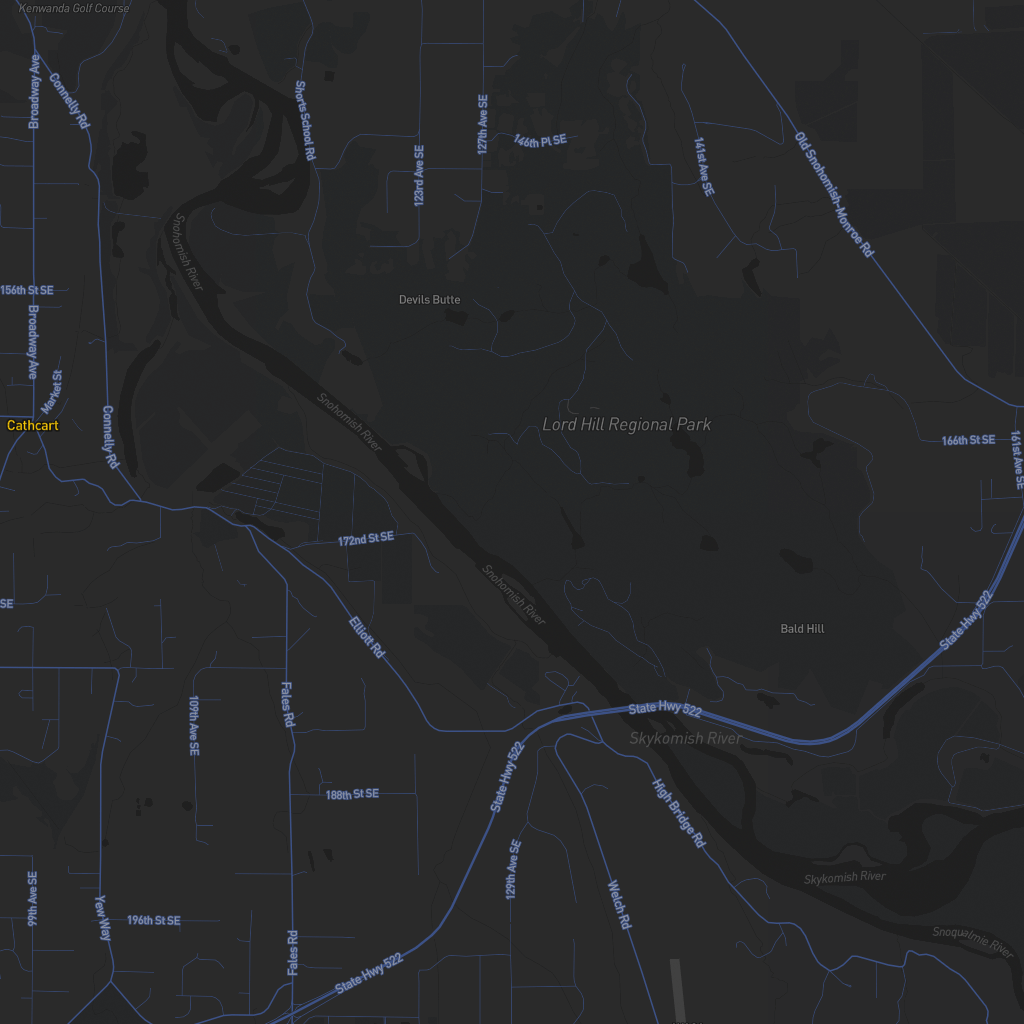 Kenwanda Golf Course
Broadway Ave
Connelly Rd
Shorts School Rd
127th Ave SE
146th Pl SE
123rd Ave SE
141st Ave SE
Old Snohomish-Monroe Rd
Snohomish River
156th St SE
Devils Butte
Broadway Ave
Market St
Snohomish River
Cathcart
Connelly Rd
Lord Hill Regional Park
166th St SE
161st Ave SE
172nd St SE
Snohomish River
SE
Elliott Rd
Bald Hill
State Hwy 522
Fales Rd
109th Ave SE
State Hwy 522
Skykomish River
State Hwy 522
188th St SE
High Bridge Rd
129th Ave SE
Skykomish River
99th Ave SE
Yew Way
196th St SE
Welch Rd
Fales Rd
Snoqualmie River
State Hwy 522